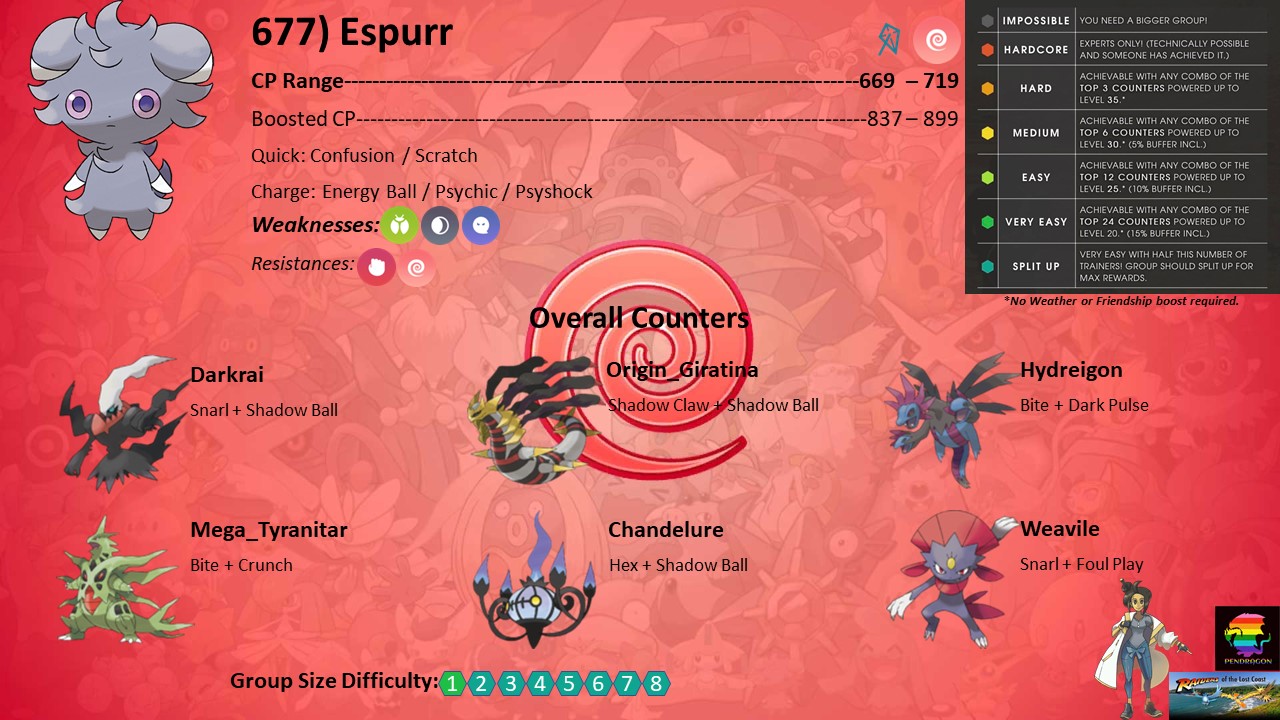 677) Espurr
CP Range----669 – 719
Boosted CP----837 – 899
Quick: Confusion / Scratch
Charge: Energy Ball / Psychic / Psyshock
Weaknesses:
Resistances:
IMPOSSIBLE YOU NEED A BIGGER GROUP!
HARDCORE EXPERTS ONLY! (TECHNICALLY POSSIBLE
AND SOMEONE HAS ACHIEVED IT.)
HARD ACHIEVABLE WITH ANY COMBO OF THE
TOP 3 COUNTERS POWERED UP TO
LEVEL 35.*
MEDIUM ACHIEVABLE WITH ANY COMBO OF THE
TOP 6 COUNTERS POWERED UP TO
LEVEL 30.* (5% BUFFER INCL.)
EASY ACHIEVABLE WITH ANY COMBO OF THE
TOP 12 COUNTERS POWERED UP TO
LEVEL 25.* (10% BUFFER INCL.)
VERY EASY ACHIEVABLE WITH ANY COMBO OF THE
TOP 24 COUNTERS POWERED UP TO
LEVEL 20.* (15% BUFFER INCL.)
SPLIT UP VERY EASY WITH HALF THIS NUMBER OF
TRAINERS! GROUP SHOULD SPLIT UP FOR
MAX REWARDS.
*No Weather or Friendship boost required.
Overall Counters
Darkrai
Snarl + Shadow Ball
Origin_Giratina
Shadow Claw + Shadow Ball
Hydreigon
Bite + Dark Pulse
Mega_Tyranitar
Bite + Crunch
Chandelure
Hex + Shadow Ball
Weavile
Snarl + Foul Play
Group Size Difficulty: 1 2 3 4 5 6 7 8
PENDRAGON
RAIDERS of the Lost Coast